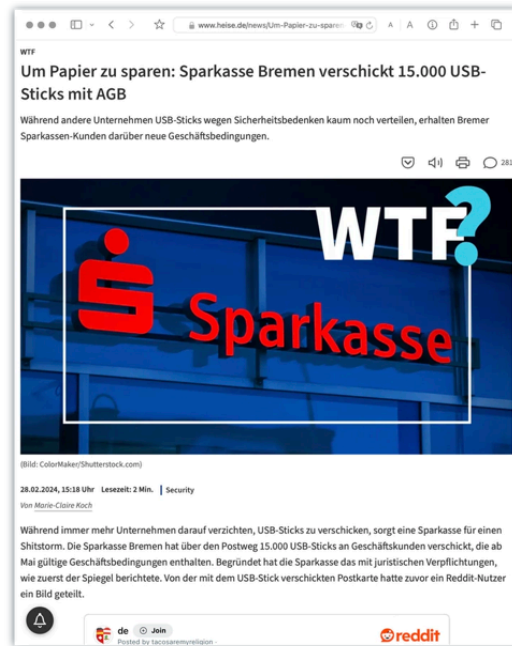 www.heise.de/news/Um-Papier-zu-sparen
A A
WTF
Um Papier zu sparen: Sparkasse Bremen verschickt 15.000 USB-
Sticks mit AGB
Während andere Unternehmen USB-Sticks wegen Sicherheitsbedenken kaum noch verteilen, erhalten Bremer
Sparkassen-Kunden darüber neue Geschäftsbedingungen.
281
WTF?
Sparkasse
(Bild: ColorMaker/Shutterstock.com)
28.02.2024, 15:18 Uhr Lesezeit: 2 Min. | Security
Von Marie-Claire Koch
Während immer mehr Unternehmen darauf verzichten, USB-Sticks zu verschicken, sorgt eine Sparkasse für einen
Shitstorm. Die Sparkasse Bremen hat über den Postweg 15.000 USB-Sticks an Geschäftskunden verschickt, die ab
Mai gültige Geschäftsbedingungen enthalten. Begründet hat die Sparkasse das mit juristischen Verpflichtungen,
wie zuerst der Spiegel berichtete. Von der mit dem USB-Stick verschickten Postkarte hatte zuvor ein Reddit-Nutzer
ein Bild geteilt.
de Join
reddit
Posted by tacosaremyreligion -